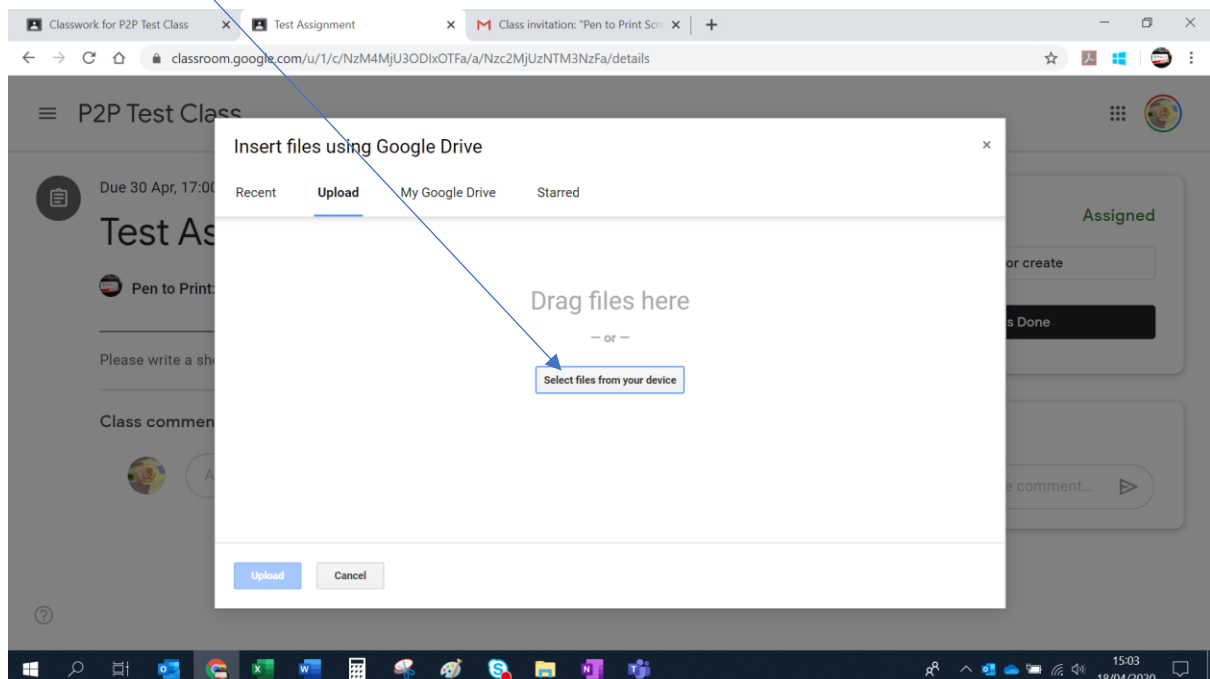 Classwork for P2P Test Class
Test Assignment
Class invitation: "Pen to Print Scre
classroom.google.com/u/1/c/NzM4MjU3ODIxOTFa/a/Nzc2MjUzNTM3NzFa/details
P2P Test Class
Insert files using Google Drive
Recent Upload My Google Drive Starred
Due 30 Apr, 17:00
Test As
Assigned
or create
Pen to Print:
s Done
Drag files here
— or —
Select files from your device
Please write a sho
Class commen
A
e comment...
Upload Cancel
15:03
18/04/2020